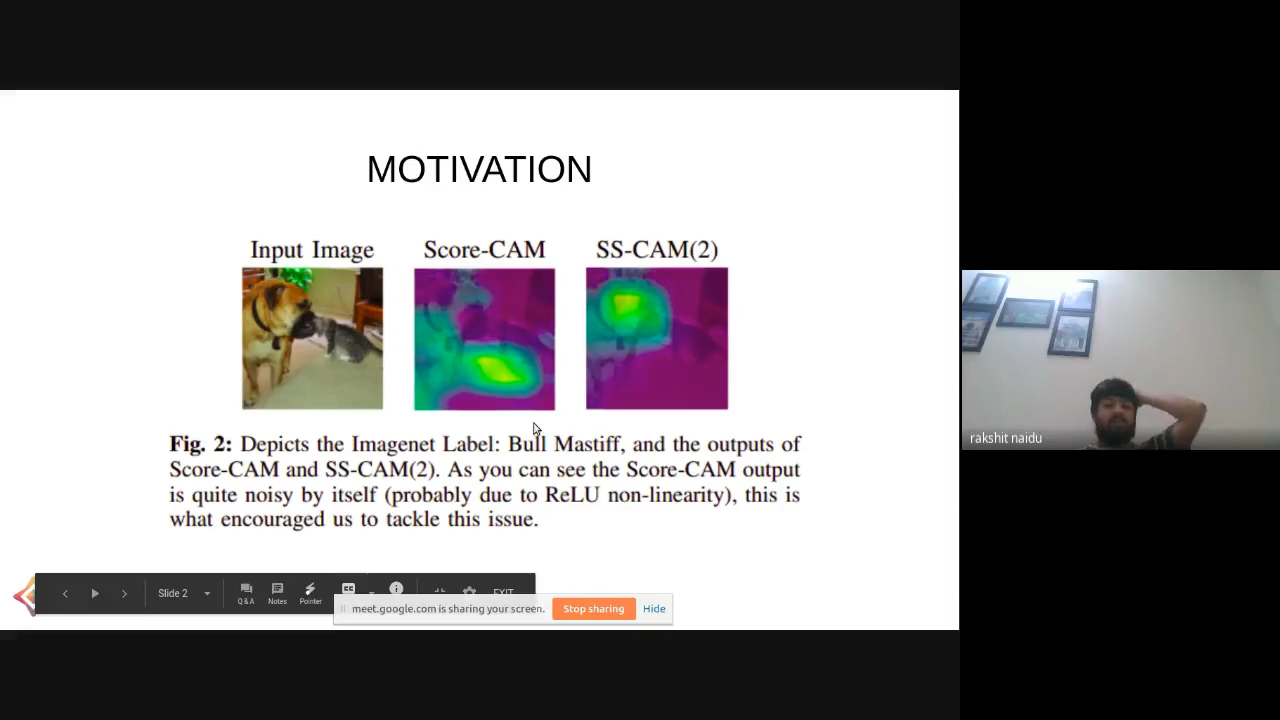 MOTIVATION
Input Image Score-CAM SS-CAM(2)
Fig. 2: Depicts the Imagenet Label: Bull Mastiff, and the outputs of
Score-CAM and SS-CAM(2). As you can see the Score-CAM output
is quite noisy by itself (probably due to ReLU non-linearity), this is
what encouraged us to tackle this issue.
Slide 2
Q & A Notes Pointer
CC
EXIT
meet.google.com is sharing your screen. Stop sharing Hide
rakshit naidu